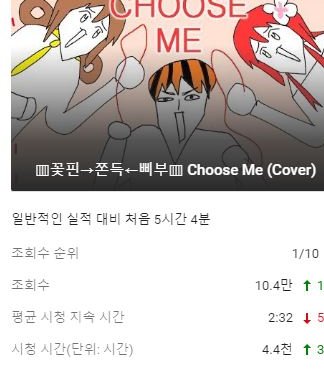 CHOOSE
ME
▥꽃핀→쫀득←삐부▥ Choose Me (Cover)
일반적인 실적 대비 처음 5시간 4분
조회수 순위 1/10
조회수 10.4만 ↑ 1
평균 시청 지속 시간 2:32 ↓ 5
시청 시간(단위: 시간) 4.4천 ↑ 3